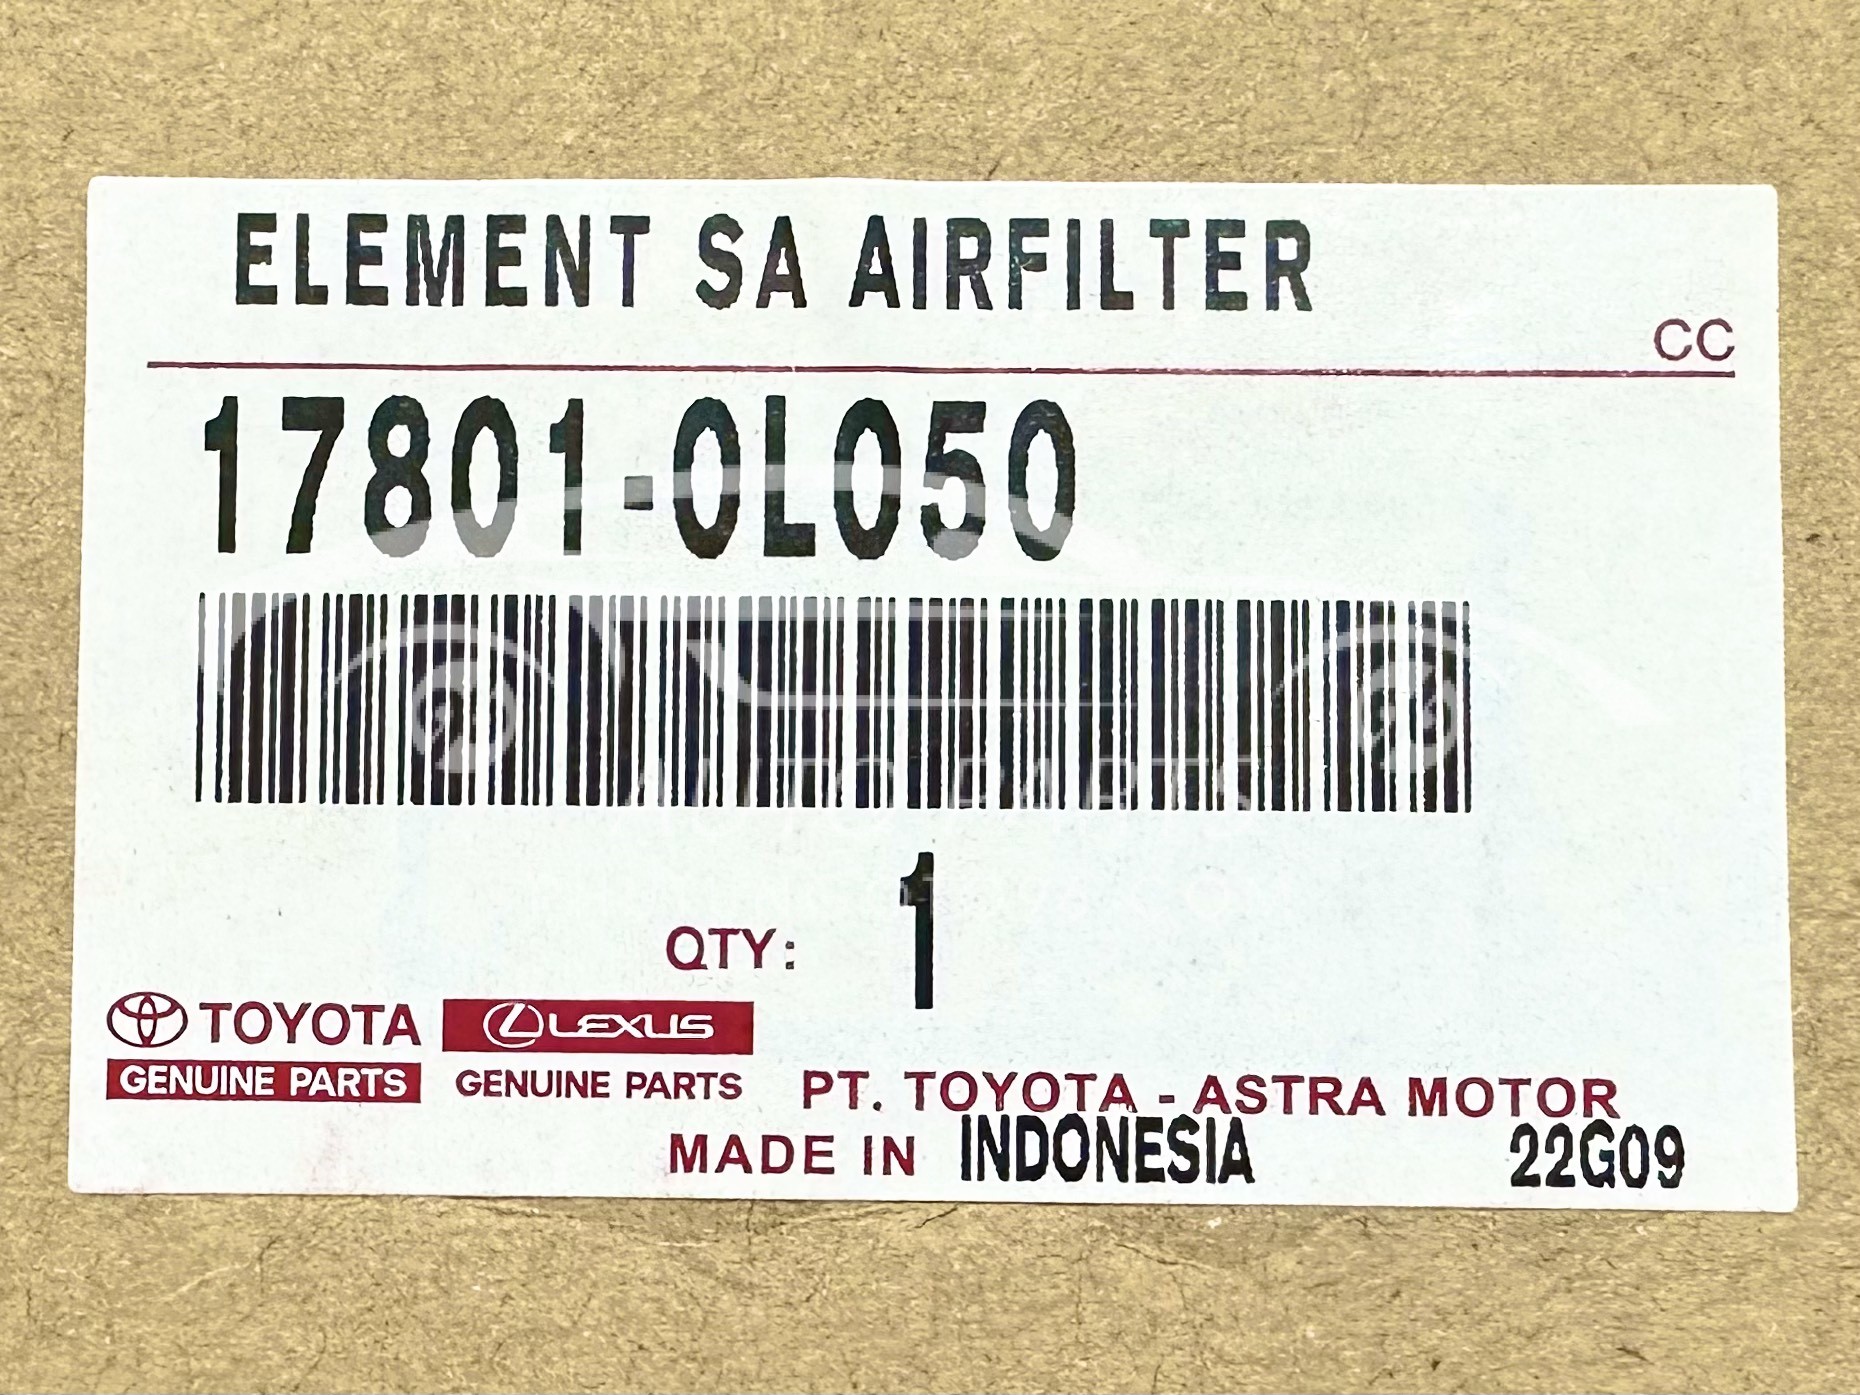 ELEMENT SA AIRFILTER
CC
17801-0L050
QTY: 1
TOYOTA LEXUS
GENUINE PARTS GENUINE PARTS PT. TOYOTA - ASTRA MOTOR
MADE IN INDONESIA 22G09